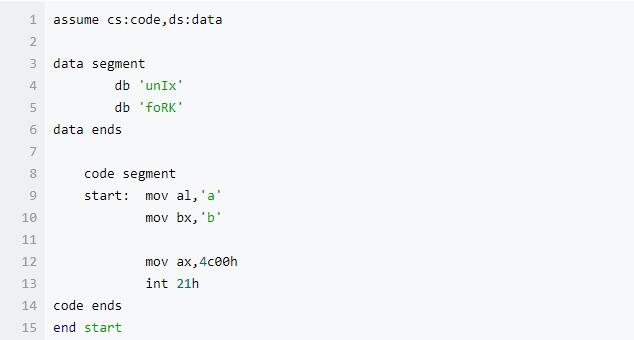 1 assume cs:code,ds:data
2
3 data segment
4         db 'unIx'
5         db 'foRK'
6 data ends
7
8     code segment
9     start:  mov al,'a'
10             mov bx,'b'
11
12             mov ax,4c00h
13             int 21h
14 code ends
15 end start